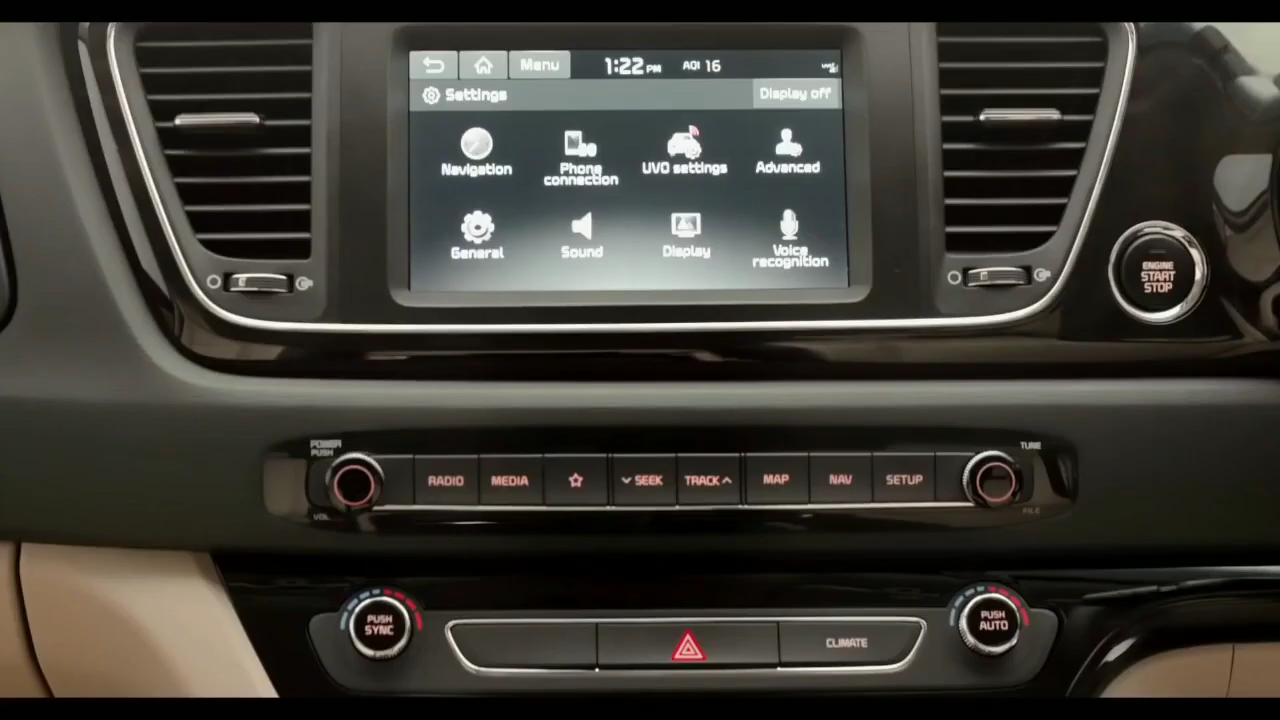 Menu
1:22 PM
AQI 16
Settings
Display off
Navigation
Phone
connection
UVO settings
Advanced
General
Sound
Display
Voice
recognition
ENGINE
START
STOP
POWER
PUSH
VOL
RADIO
MEDIA
SEEK
TRACK
MAP
NAV
SETUP
TUNE
FILE
PUSH
SYNC
CLIMATE
PUSH
AUTO